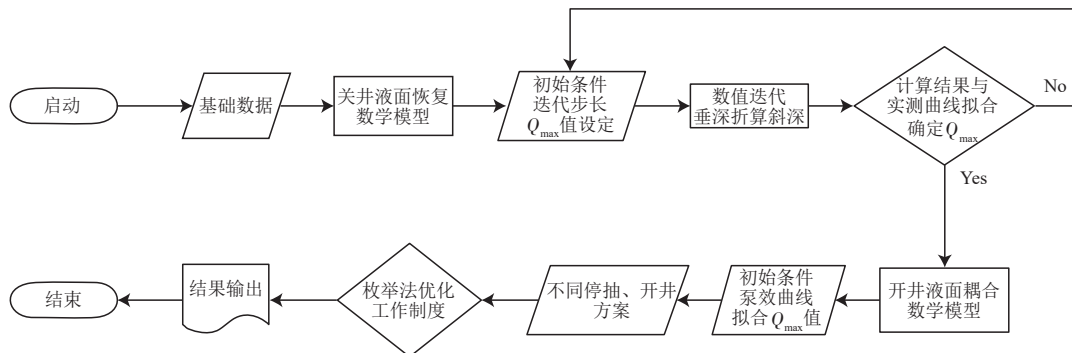 启动
基础数据
关井液面恢复
数学模型
初始条件
迭代步长
Qmax值设定
数值迭代
垂深折算斜深
计算结果与
实测曲线拟合
确定Qmax
No
Yes
结束
结果输出
枚举法优化
工作制度
不同停抽、开井
方案
初始条件
泵效曲线
拟合Qmax值
开井液面耦合
数学模型